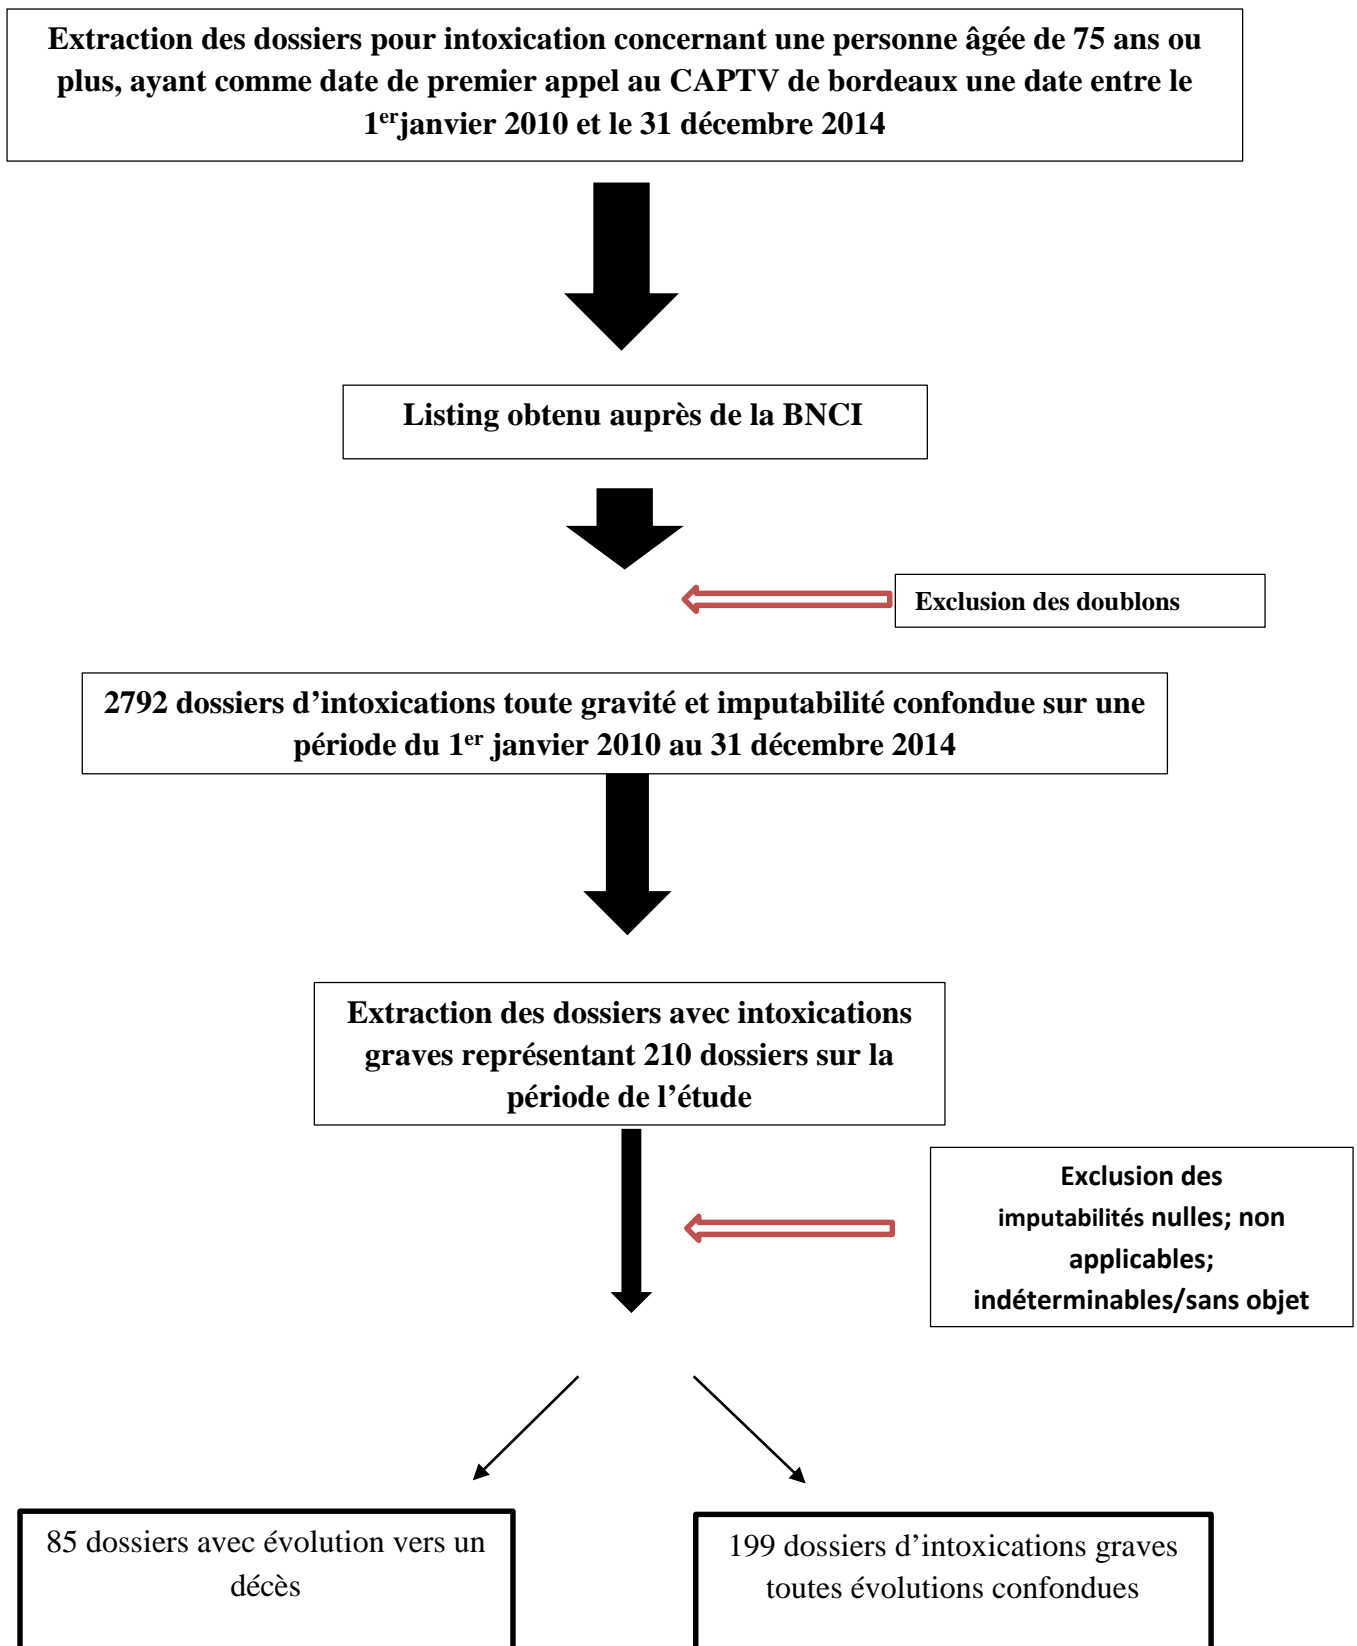 Extraction des dossiers pour intoxication concernant une personne âgée de 75 ans ou
plus, ayant comme date de premier appel au CAPTV de bordeaux une date entre le
1erjanvier 2010 et le 31 décembre 2014
Listing obtenu auprès de la BNCI
Exclusion des doublons
2792 dossiers d’intoxications toute gravité et imputabilité confondue sur une
période du 1er janvier 2010 au 31 décembre 2014
Extraction des dossiers avec intoxications
graves représentant 210 dossiers sur la
période de l’étude
Exclusion des
imputabilités nulles; non
applicables;
indéterminables/sans objet
85 dossiers avec évolution vers un
décès
199 dossiers d’intoxications graves
toutes évolutions confondues